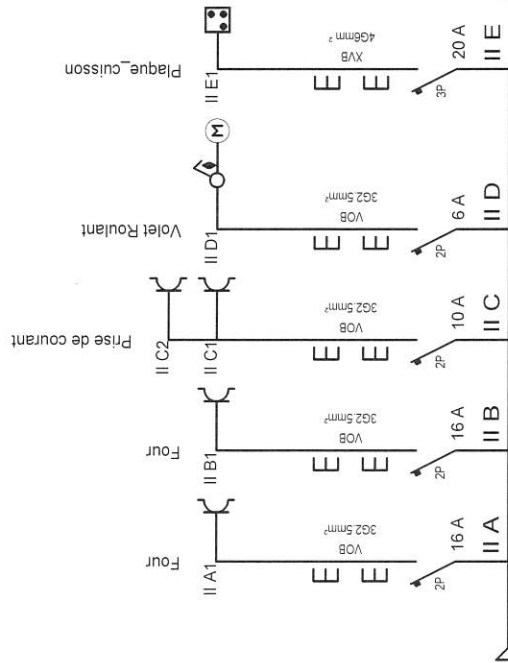 Plaque_cuisson
II E1
XVB
4G6mm²
3P
20 A
II E
Volet Roulant
II D1
M
VOB
3G2.5mm²
2P
6 A
II D
Prise de courant
II C2
II C1
VOB
3G2.5mm²
2P
10 A
II C
Four
II B1
VOB
3G2.5mm²
2P
16 A
II B
Four
II A1
VOB
3G2.5mm²
2P
16 A
II A